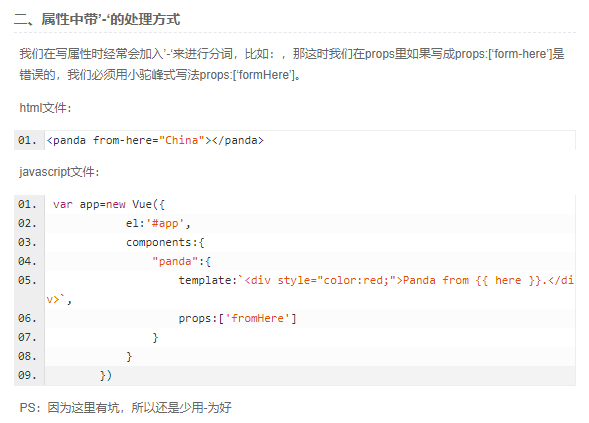 二、属性中带’-‘的处理方式
我们在写属性时经常会加入’-‘来进行分词，比如：，那这时我们在props里如果写成props:[‘form-here’]是
错误的，我们必须用小驼峰式写法props:[‘formHere’]。
html文件：
01. <panda from-here="China"></panda>
javascript文件：
01. var app=new Vue({
02. el:'#app',
03. components:{
04. "panda":{
05. template:`<div style="color:red;">Panda from {{ here }}.</di
v>`,
06. props:['fromHere']
07. }
08. }
09. })
PS：因为这里有坑，所以还是少用-为好